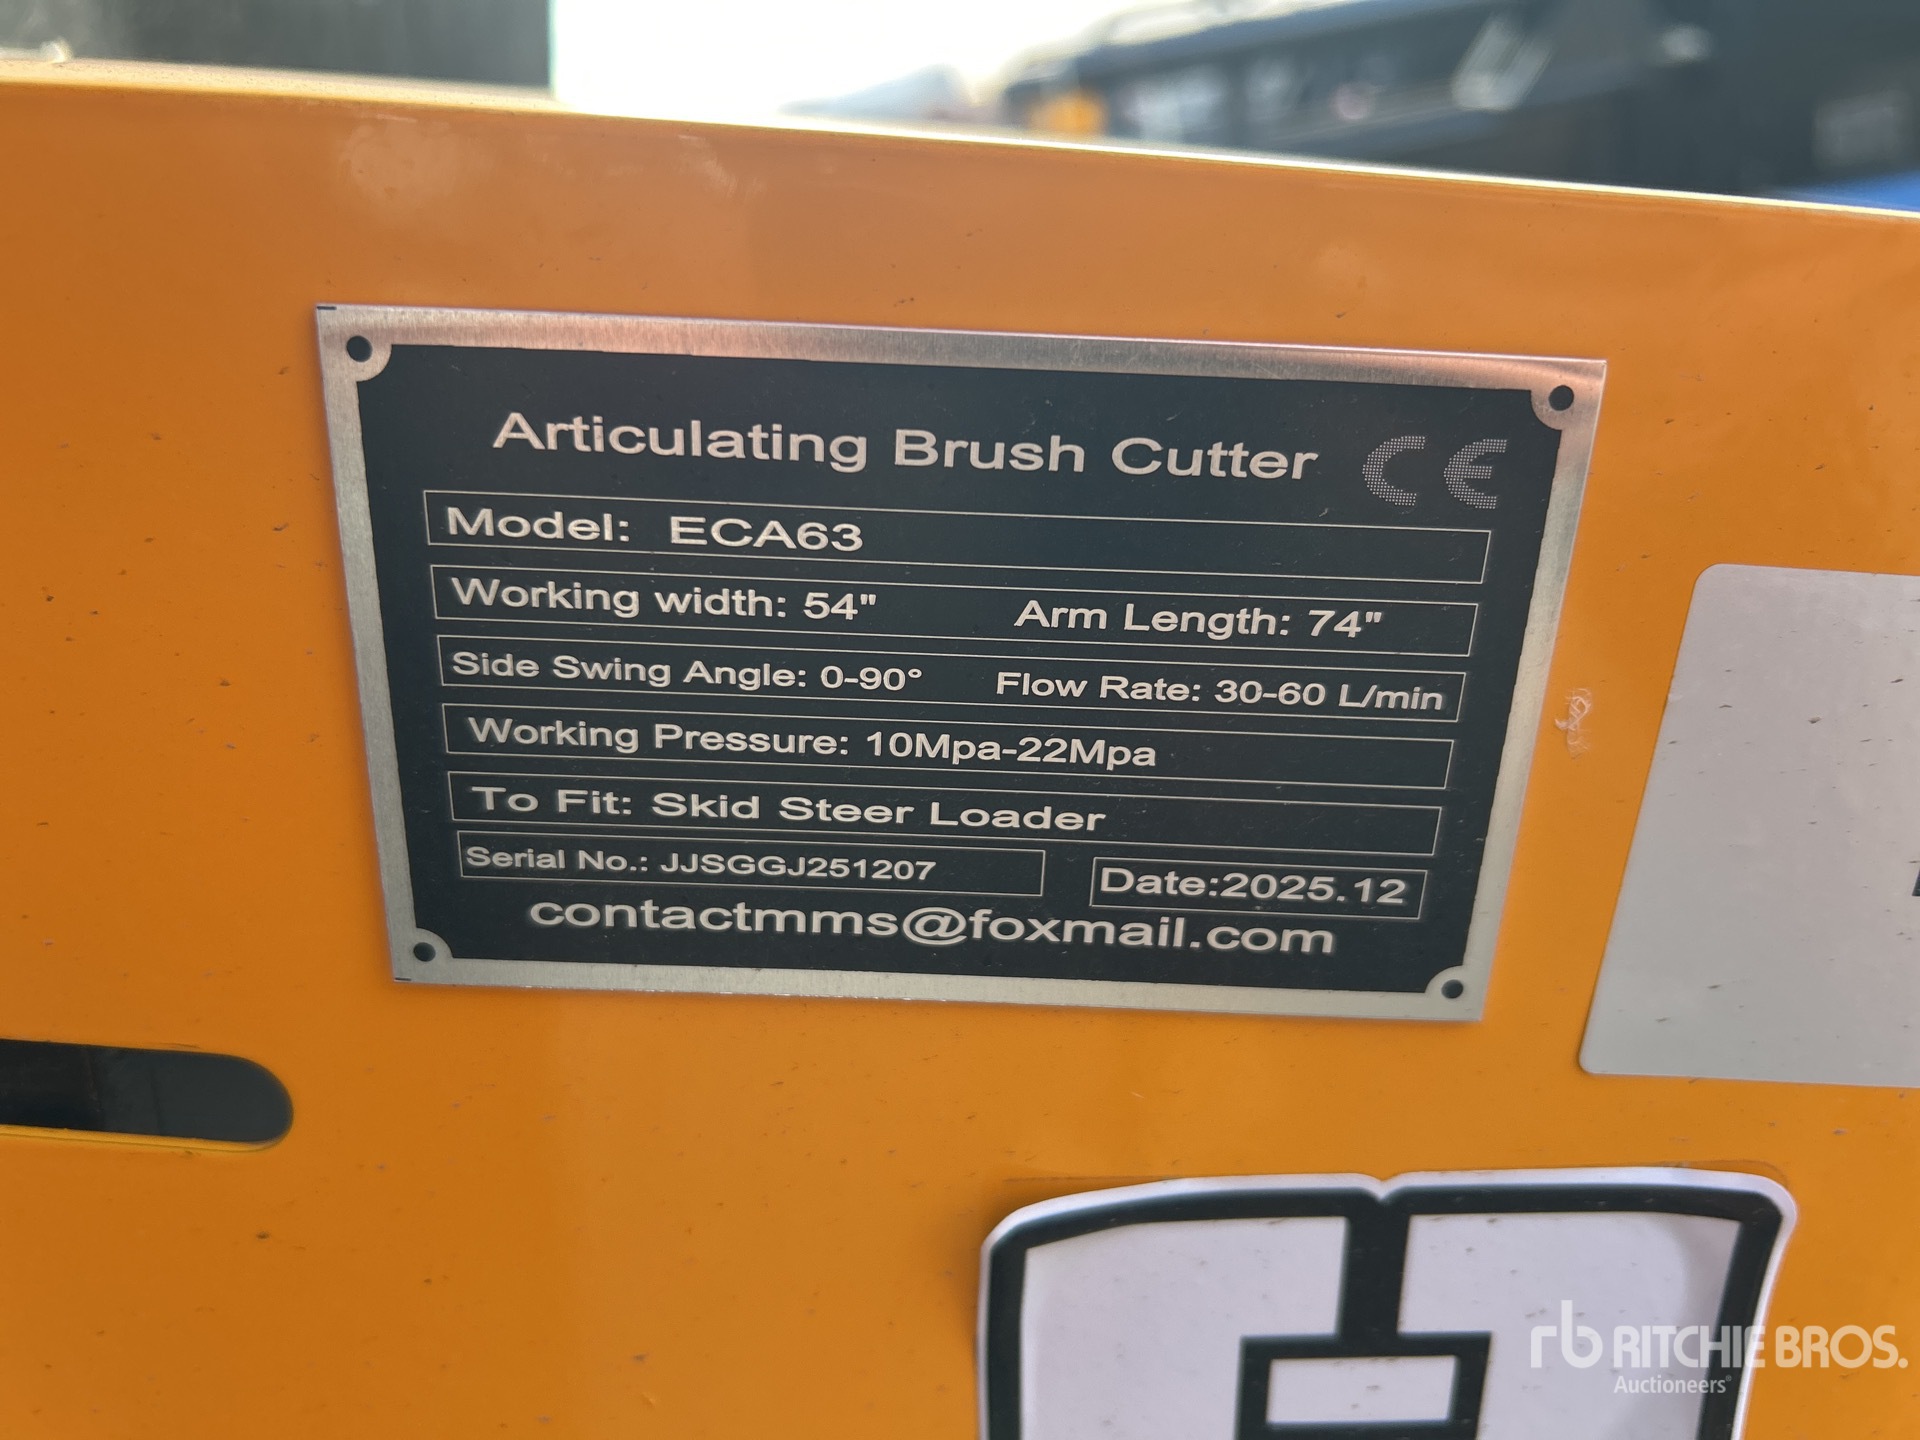 Articulating Brush Cutter CE
Model: ECA63
Working width: 54" Arm Length: 74"
Side Swing Angle: 0-90° Flow Rate: 30-60 L/min
Working Pressure: 10Mpa-22Mpa
To Fit: Skid Steer Loader
Serial No.: JJSGGJ251207 Date:2025.12
contactmms@foxmail.com
rb RITCHIE BROS.
Auctioneers®